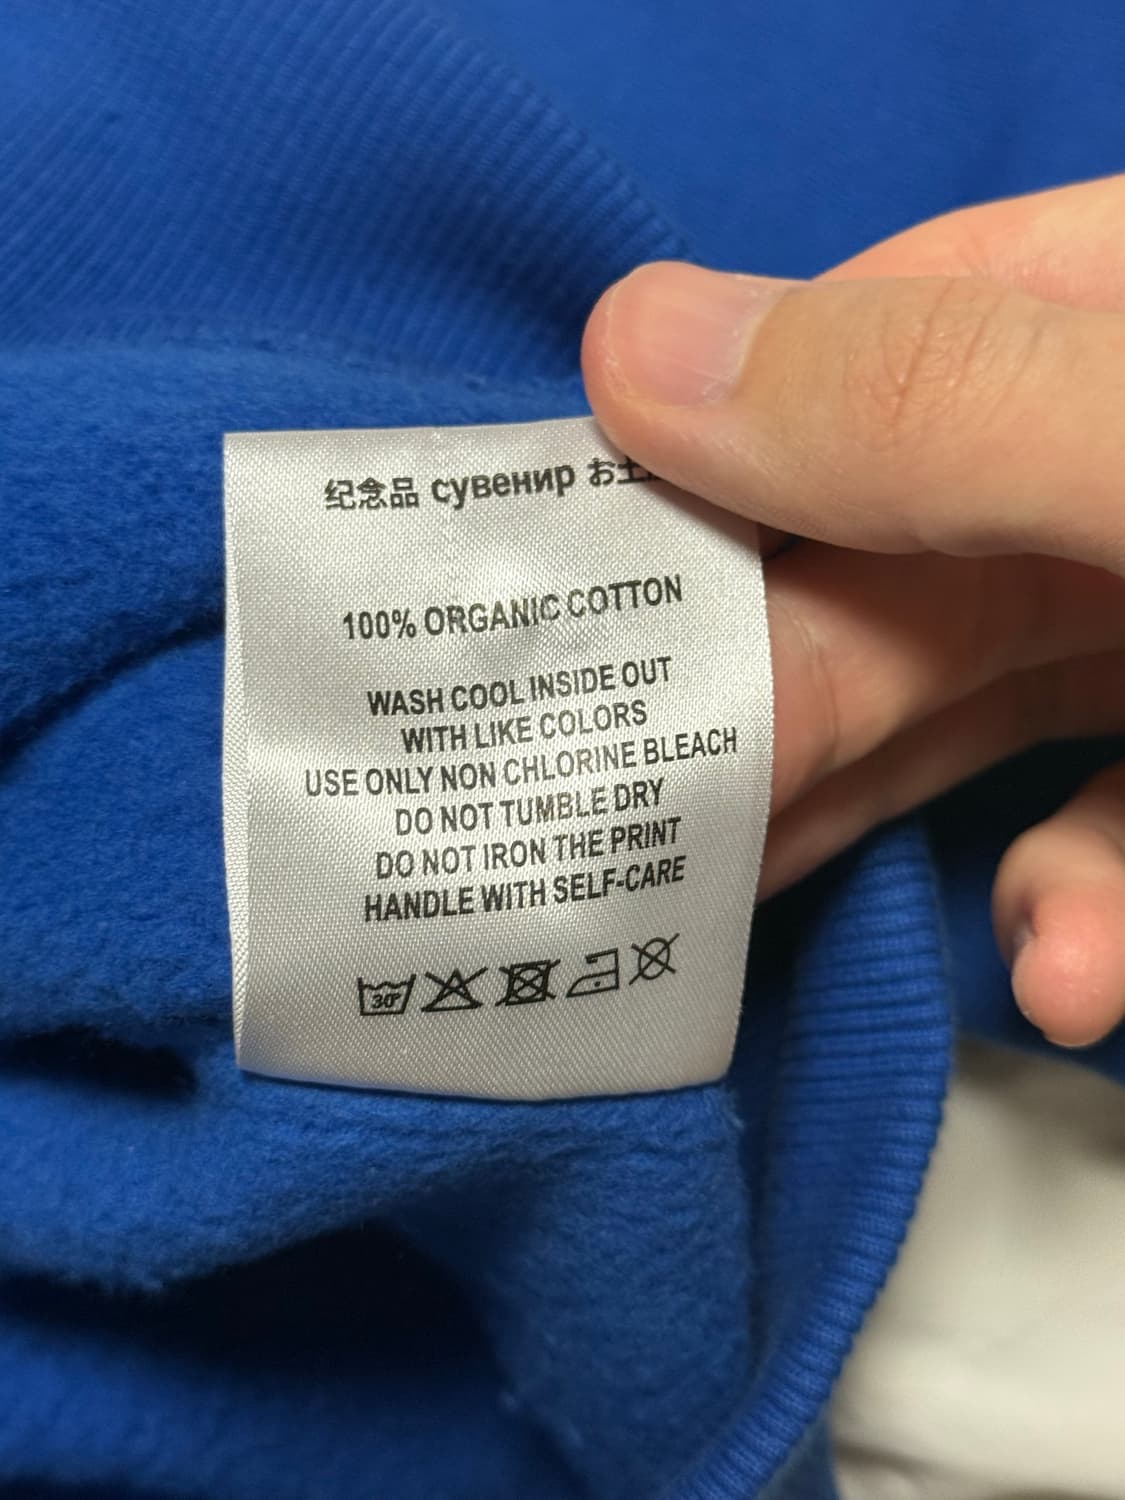 纪念品 сувенир
100% ORGANIC COTTON
WASH COOL INSIDE OUT
WITH LIKE COLORS
USE ONLY NON CHLORINE BLEACH
DO NOT TUMBLE DRY
DO NOT IRON THE PRINT
HANDLE WITH SELF-CARE
30°